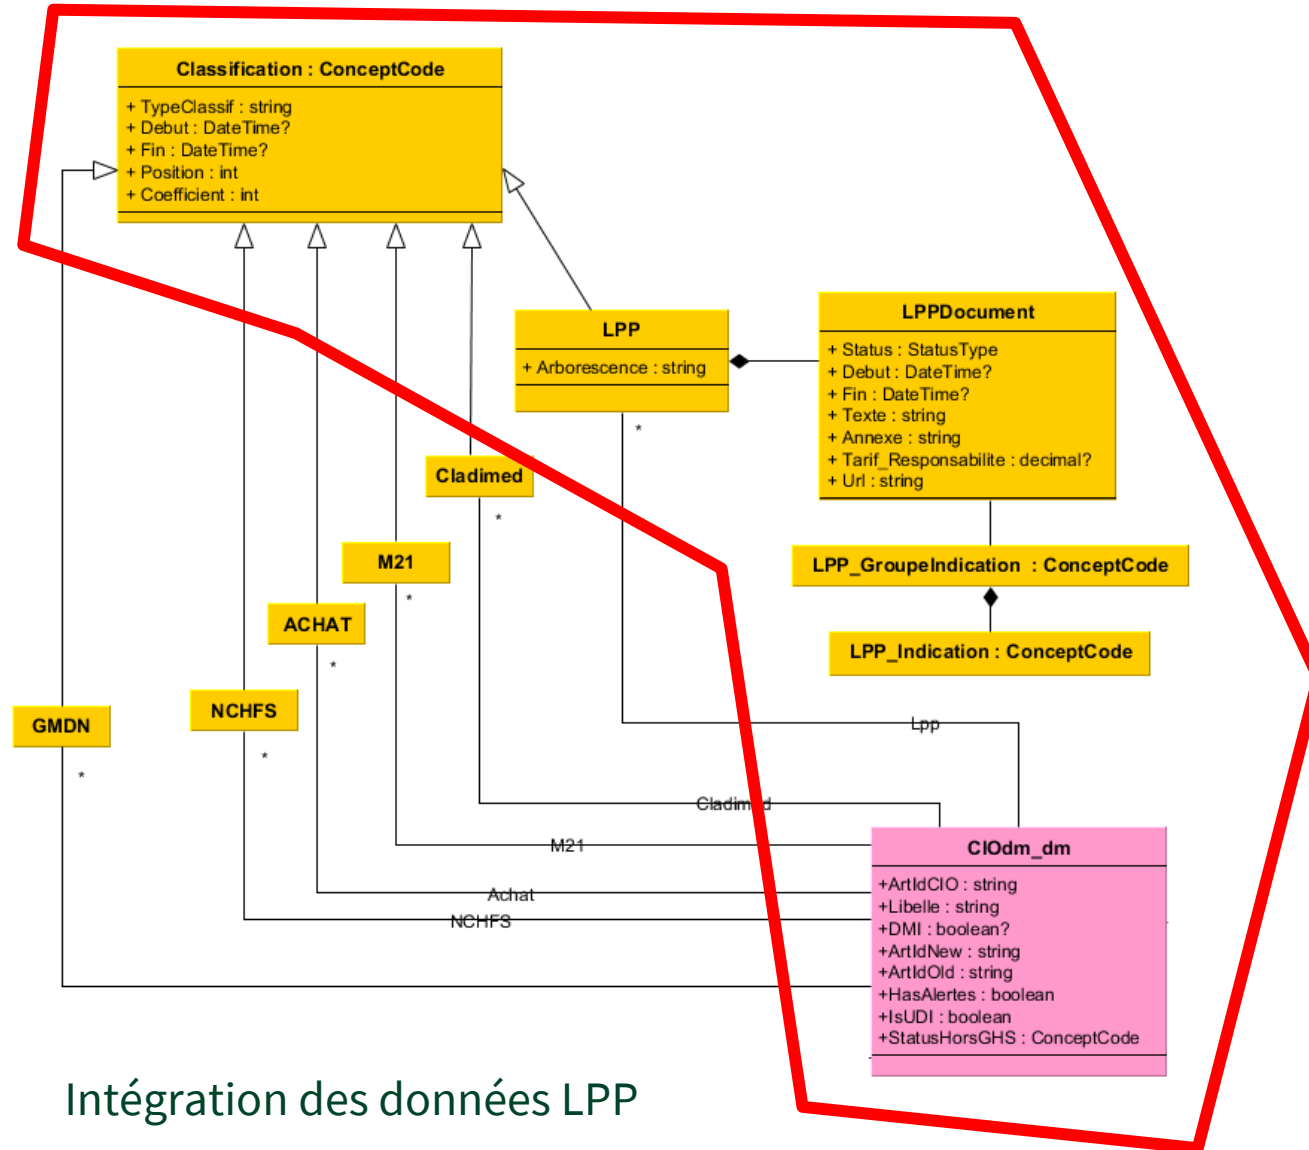 Classification : ConceptCode
+ TypeClassif : string
+ Debut : DateTime?
+ Fin : DateTime?
+ Position : int
+ Coefficient : int
LPP
+ Arborescence : string
*
LPPDocument
+ Status : StatusType
+ Debut : DateTime?
+ Fin : DateTime?
+ Texte : string
+ Annexe : string
+ Tarif_Responsabilite : decimal?
+ Url : string
Cladimed
*
M21
*
ACHAT
*
NCHFS
*
GMDN
*
LPP_GroupeIndication : ConceptCode
LPP_Indication : ConceptCode
Lpp
Cladimed
M21
Achat
NCHFS
CIOdm_dm
+ArtIdCIO : string
+Libelle : string
+DMI : boolean?
+ArtIdNew : string
+ArtIdOld : string
+HasAlertes : boolean
+IsUDI : boolean
+StatusHorsGHS : ConceptCode
Intégration des données LPP